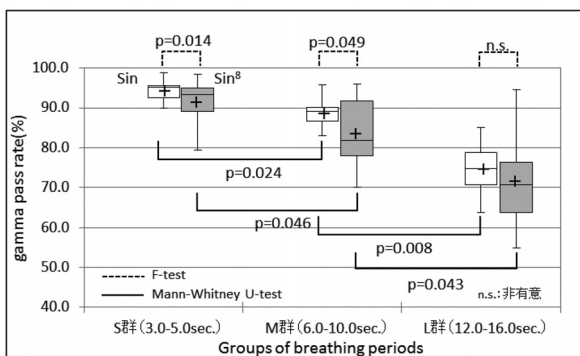 p=0.014
p=0.049
n.s.
100.0
90.0
80.0
70.0
60.0
50.0
40.0
gamma pass rate(%)
Sin
Sin⁸
p=0.024
p=0.046
p=0.008
p=0.043
F-test
Mann-Whitney U-test
n.s.:非有意
S群(3.0-5.0sec.)
M群(6.0-10.0sec.)
L群(12.0-16.0sec.)
Groups of breathing periods